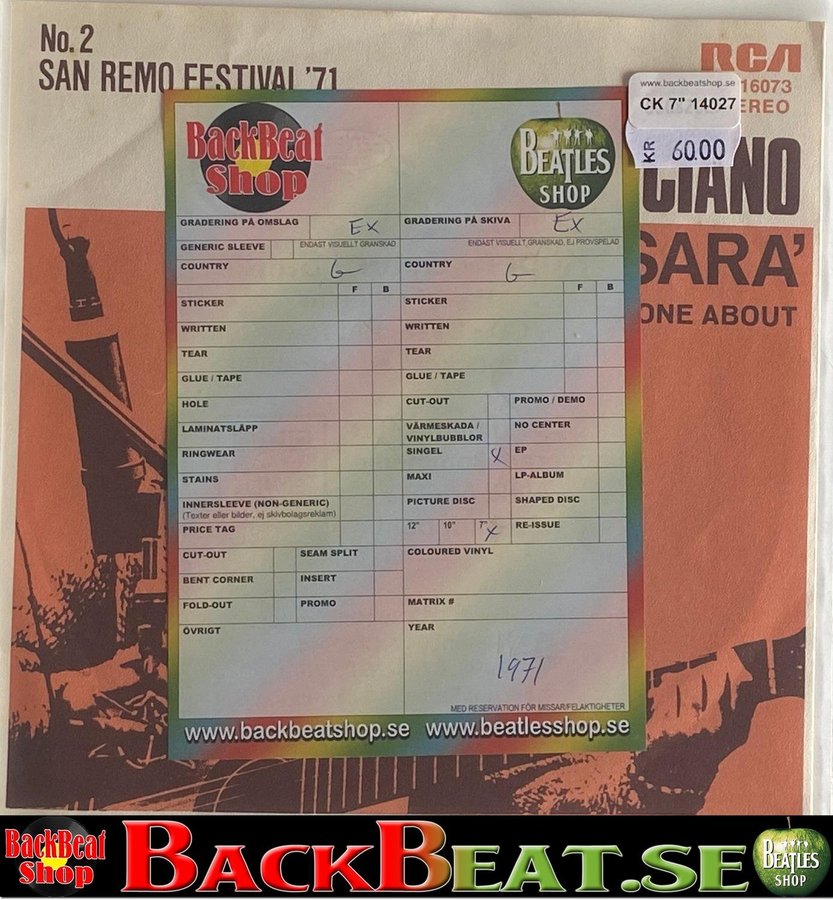 No. 2
SAN REMO FESTIVAL '71
RCA
16073
EREO
CIANO
SARA'
ONE ABOUT
www.backbeatshop.se
CK 7" 14027
KR 60.00
BackBeat
Shop
BEATLES
SHOP
GRADERING PÅ OMSLAG Ex
GENERIC SLEEVE ENDAST VISUELLT GRANSKAD
COUNTRY G
F B
STICKER
WRITTEN
TEAR
GLUE / TAPE
HOLE
LAMINATSLÄPP
RINGWEAR
STAINS
INNERSLEEVE (NON-GENERIC)
(Texter eller bilder, ej skivbolagsreklam)
PRICE TAG
CUT-OUT SEAM SPLIT
BENT CORNER INSERT
FOLD-OUT PROMO
ÖVRIGT
GRADERING PÅ SKIVA Ex
ENDAST VISUELLT GRANSKAD, EJ PROVSPELAD
COUNTRY G
F B
STICKER
WRITTEN
TEAR
GLUE / TAPE
CUT-OUT PROMO / DEMO
VÄRMESKADA / NO CENTER
VINYLBUBBLOR
SINGEL X EP
MAXI LP-ALBUM
PICTURE DISC SHAPED DISC
12" 10" 7" X RE-ISSUE
COLOURED VINYL
MATRIX #
YEAR
1971
MED RESERVATION FÖR MISSAR/FELAKTIGHETER
www.backbeatshop.se www.beatlesshop.se
BackBeat
Shop
BACKBEAT.SE
BEATLES
SHOP